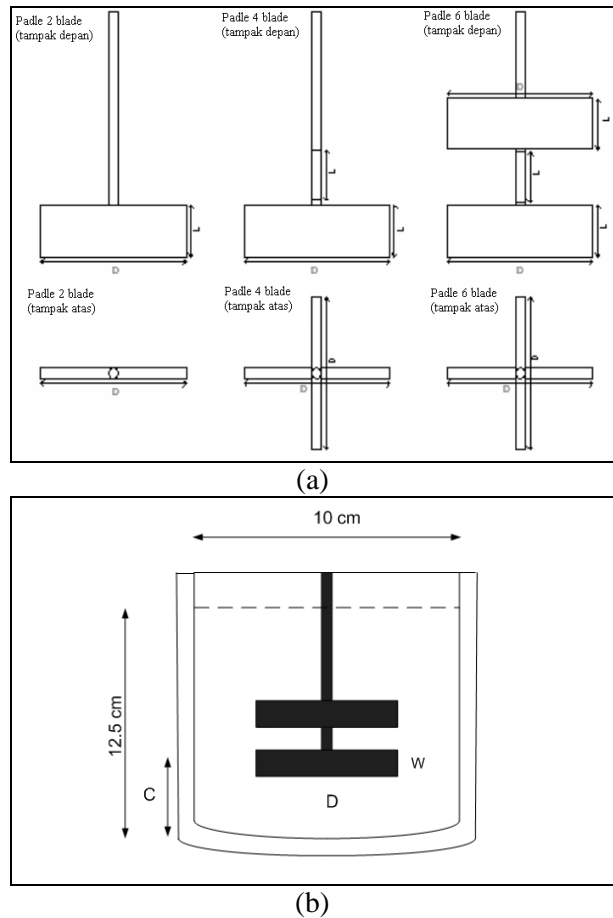 Padle 2 blade
(tampak depan)
Padle 4 blade
(tampak depan)
Padle 6 blade
(tampak depan)
D
L
L
L
L
L
D
D
D
Padle 2 blade
(tampak atas)
Padle 4 blade
(tampak atas)
Padle 6 blade
(tampak atas)
D
D
D
D
D
(a)
10 cm
12.5 cm
C
W
D
(b)